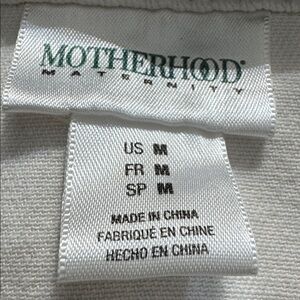 MOTHERHOOD®
MATERNITY
US M
FR M
SP M
MADE IN CHINA
FABRIQUÉ EN CHINE
HECHO EN CHINA